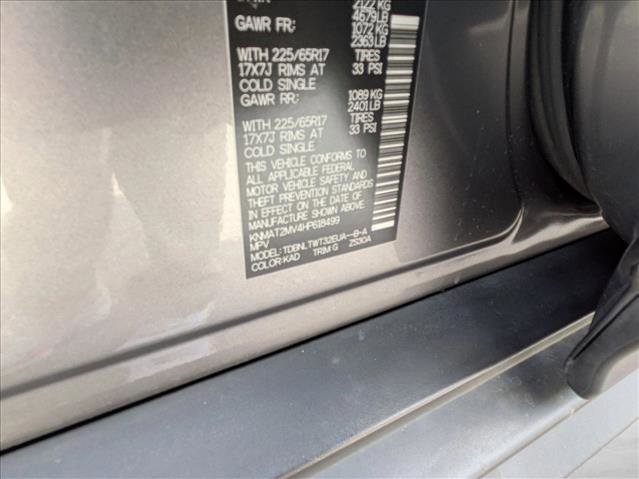 2122 KG
4679 LB
GAWR FR: 1072 KG
2363 LB
WITH 225/65R17 TIRES
17X7J RIMS AT 33 PSI
COLD SINGLE
GAWR RR: 1089 KG
2401 LB
WITH 225/65R17 TIRES
17X7J RIMS AT 33 PSI
COLD SINGLE
THIS VEHICLE CONFORMS TO
ALL APPLICABLE FEDERAL
MOTOR VEHICLE SAFETY AND
THEFT PREVENTION STANDARDS
IN EFFECT ON THE DATE OF
MANUFACTURE SHOWN ABOVE
KNMAT2MV4HP618499
MPV
MODEL: TDBNLTWT32EUA--B-A
COLOR:KAD TRIM:G ZS30A